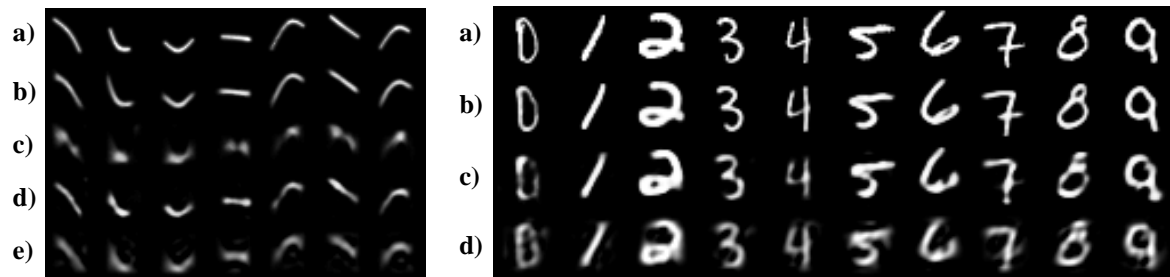 a)
b)
c)
d)
e)
a) 0 1 2 3 4 5 6 7 8 9
b) 0 1 2 3 4 5 6 7 8 9
c) 0 1 2 3 4 5 6 7 8 9
d) 0 1 2 3 4 5 6 7 8 9